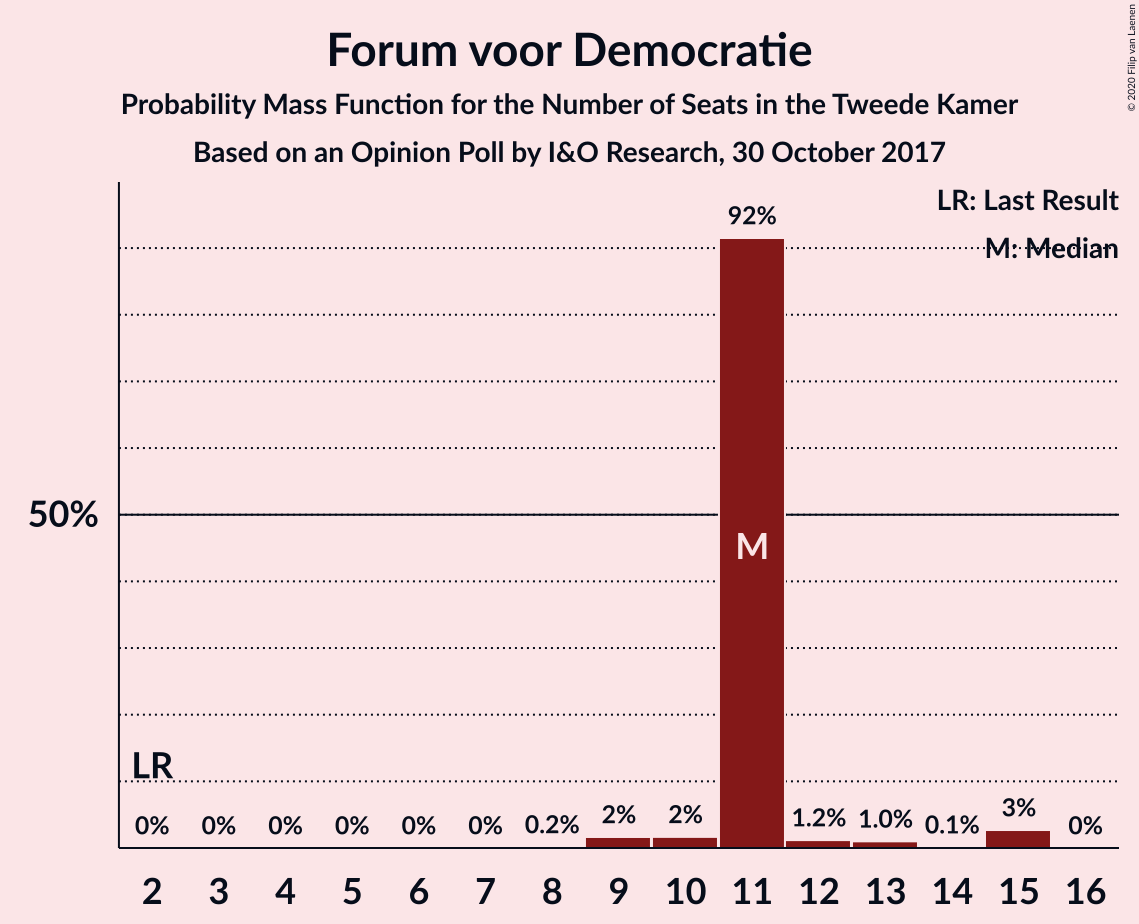 Forum voor Democratie
Probability Mass Function for the Number of Seats in the Tweede Kamer
Based on an Opinion Poll by I&O Research, 30 October 2017
© 2020 Filip van Laenen
LR: Last Result
M: Median
92%
50%
M
LR
0% 0% 0% 0% 0% 0% 0.2% 2% 2% 1.2% 1.0% 0.1% 3% 0%
2 3 4 5 6 7 8 9 10 11 12 13 14 15 16